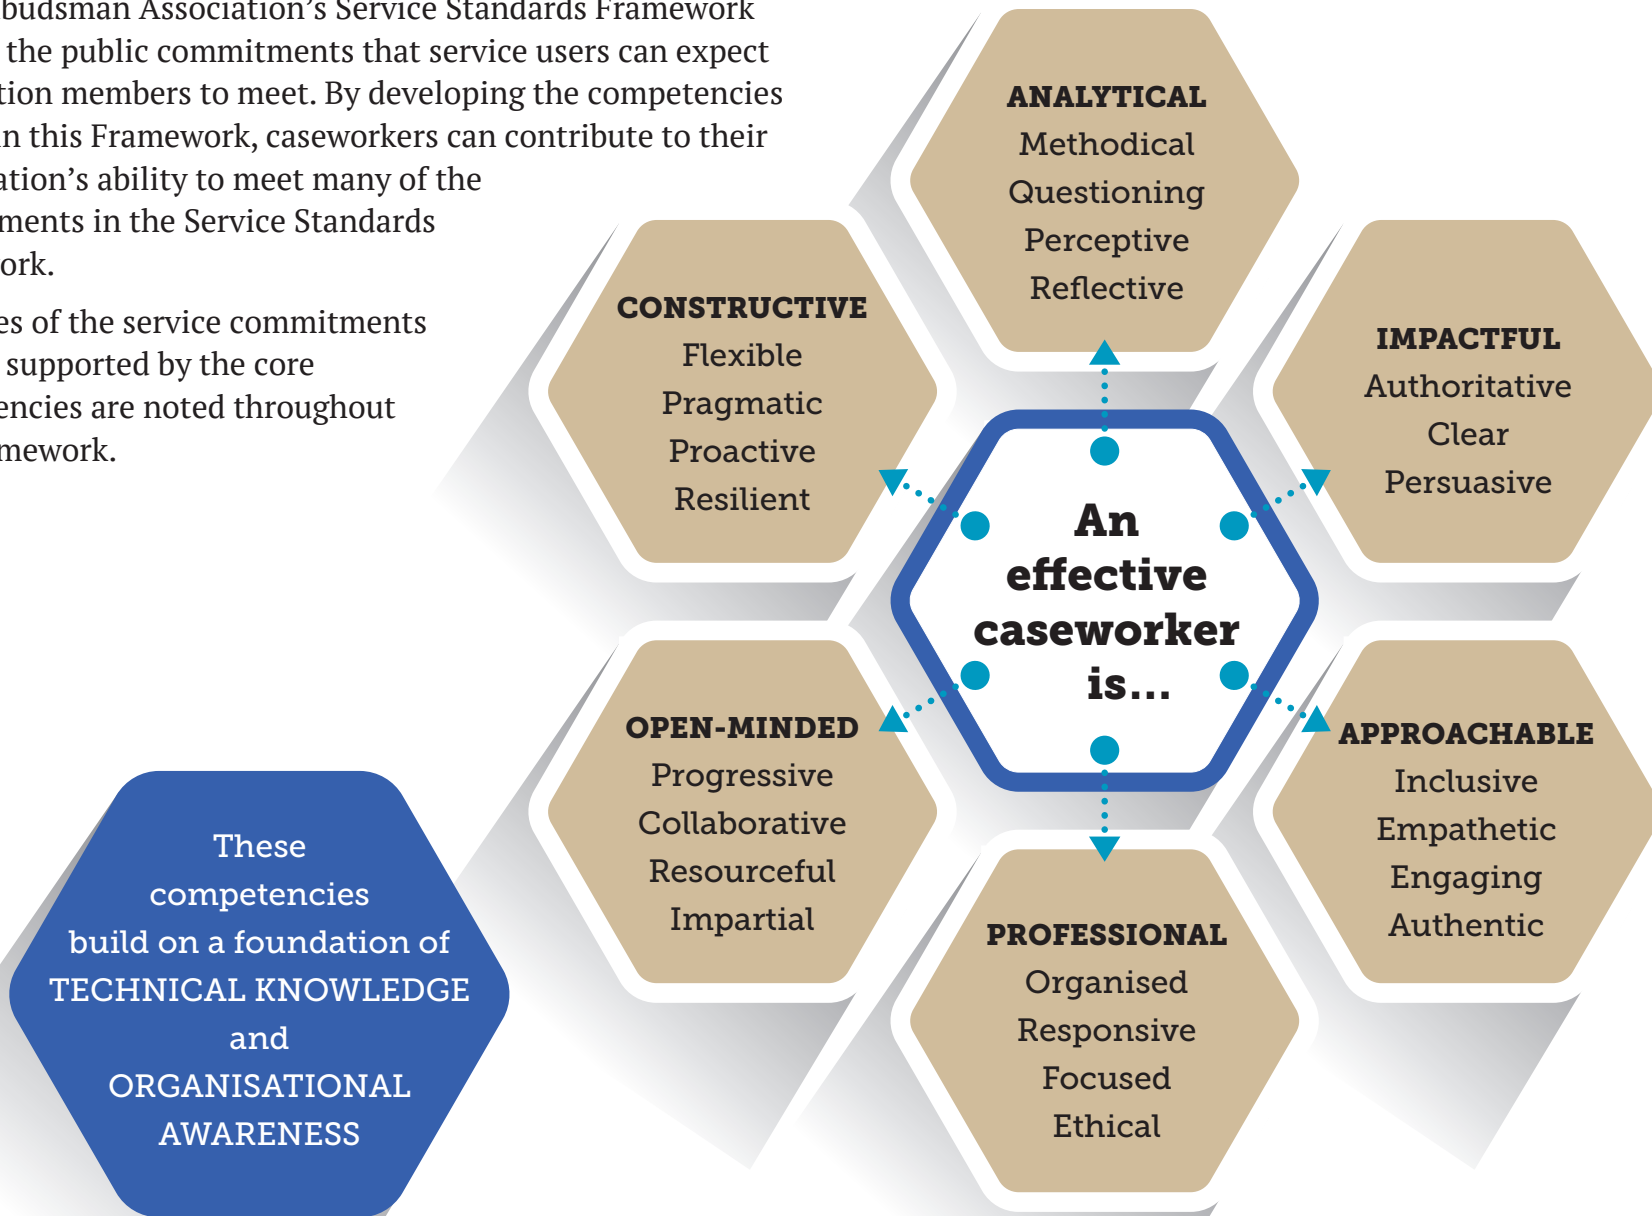 budsman Association's Service Standards Framework
the public commitments that service users can expect
tion members to meet. By developing the competencies
in this Framework, caseworkers can contribute to their
ation's ability to meet many of the
ments in the Service Standards
ork.
es of the service commitments
supported by the core
encies are noted throughout
mework.
ANALYTICAL
Methodical
Questioning
Perceptive
Reflective
CONSTRUCTIVE
Flexible
Pragmatic
Proactive
Resilient
IMPACTFUL
Authoritative
Clear
Persuasive
An
effective
caseworker
is...
OPEN-MINDED
Progressive
Collaborative
Resourceful
Impartial
APPROACHABLE
Inclusive
Empathetic
Engaging
Authentic
PROFESSIONAL
Organised
Responsive
Focused
Ethical
These
competencies
build on a foundation of
TECHNICAL KNOWLEDGE
and
ORGANISATIONAL
AWARENESS